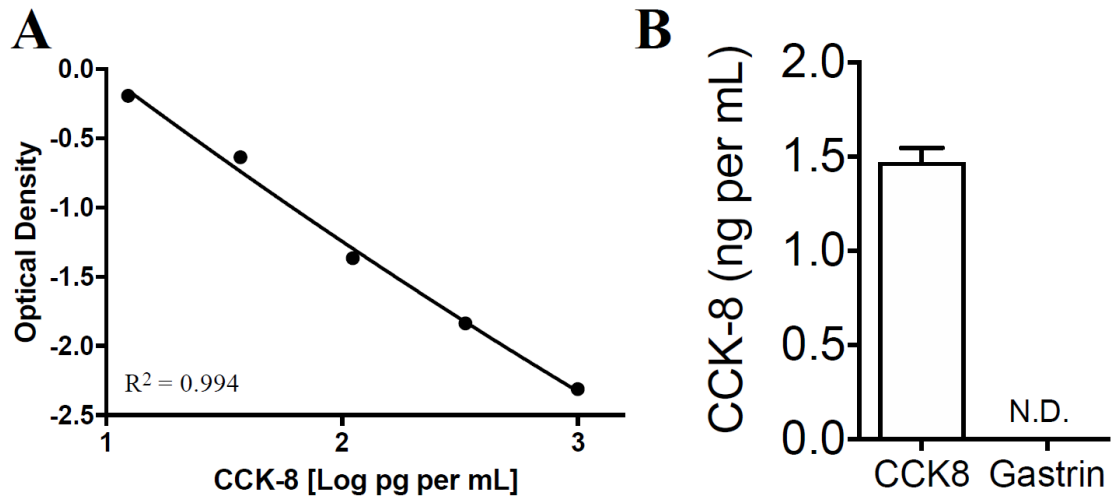 A
Optical Density
0.0
-0.5
-1.0
-1.5
-2.0
-2.5
R² = 0.994
1
2
3
CCK-8 [Log pg per mL]
B
CCK-8 (ng per mL)
2.0
1.5
1.0
0.5
0.0
N.D.
CCK8
Gastrin